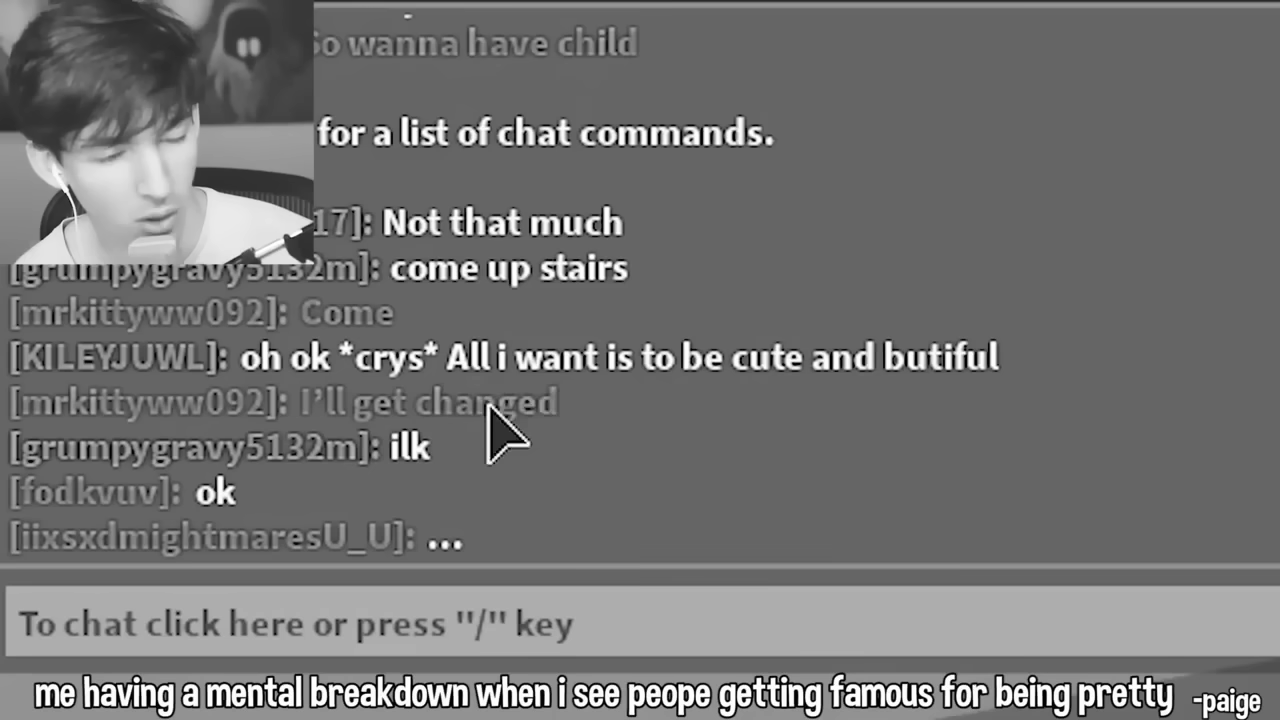 So wanna have child
for a list of chat commands.
17]: Not that much
[grumpygravy5132m]: come up stairs
[mrkittyww092]: Come
[KILEYJUWL]: oh ok *crys* All i want is to be cute and butiful
[mrkittyww092]: I'll get changed
[grumpygravy5132m]: ilk
[fodkvuv]: ok
[iixsxdmightmaresU_U]: ...
To chat click here or press "/" key
me having a mental breakdown when i see peope getting famous for being pretty -paige